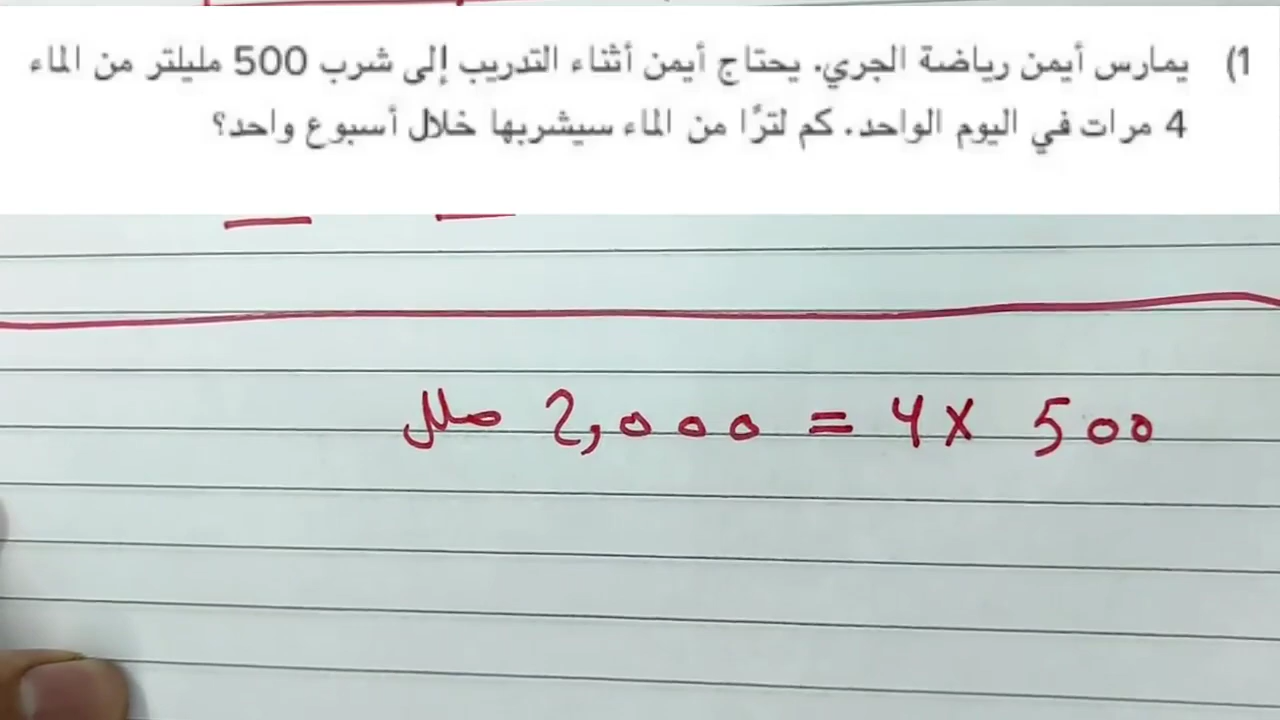 1) يمارس أيمن رياضة الجري. يحتاج أيمن أثناء التدريب إلى شرب 500 مليلتر من الماء
4 مرات في اليوم الواحد. كم لترًا من الماء سيشربها خلال أسبوع واحد؟
500 × 4 = 2,000 ملل